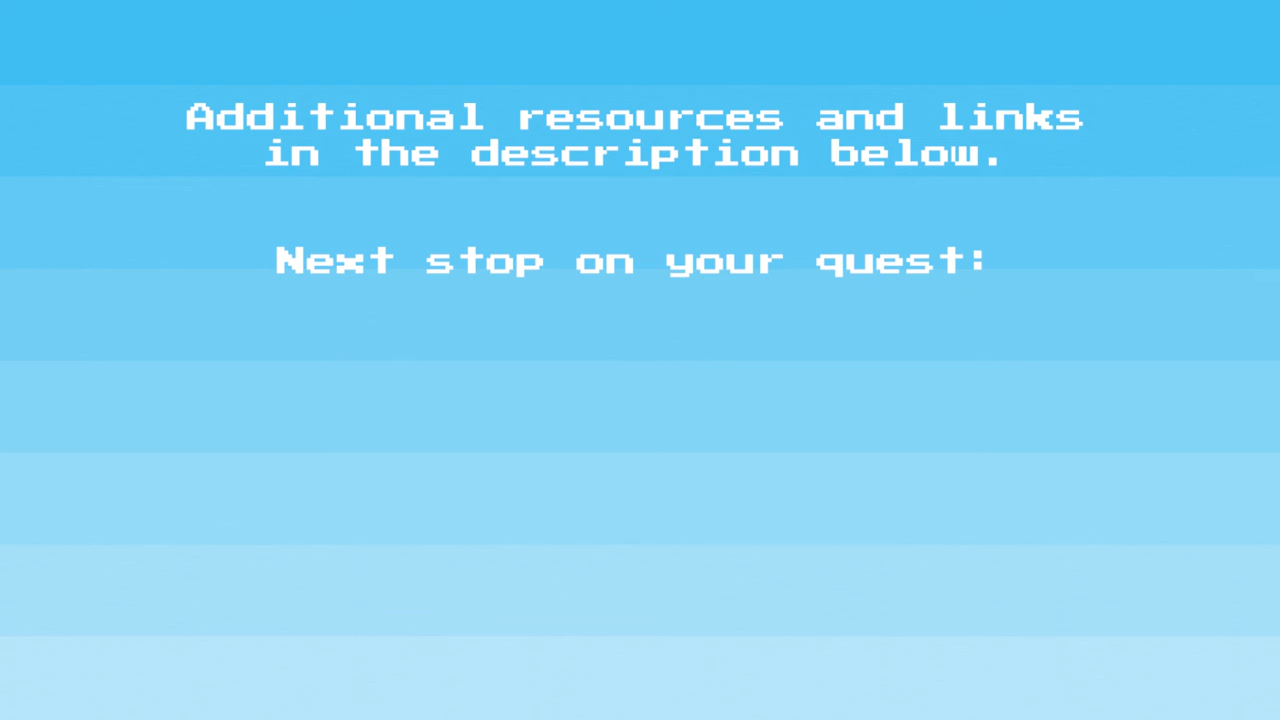 Additional resources and links
in the description below.
Next stop on your quest: